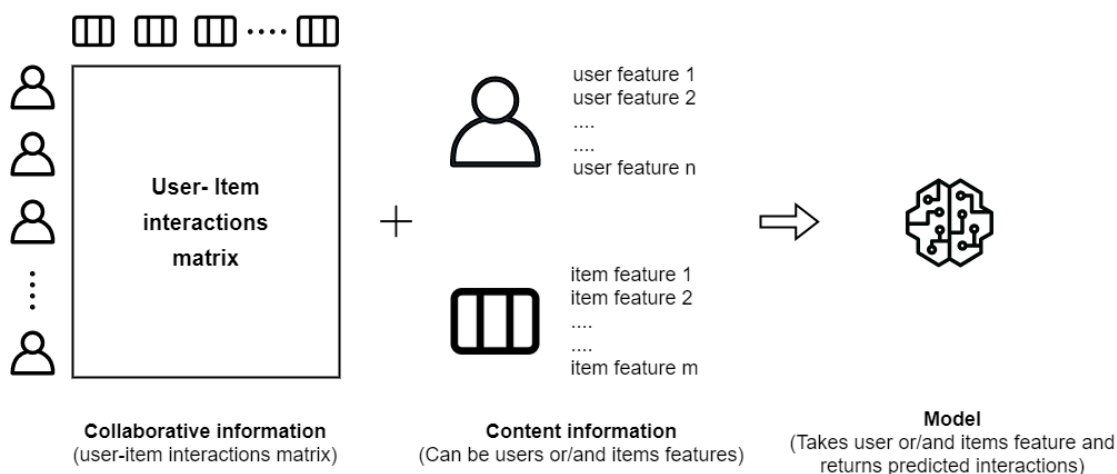 User- Item
interactions
matrix
user feature 1
user feature 2
....
....
user feature n
item feature 1
item feature 2
....
....
item feature m
Collaborative information
(user-item interactions matrix)
Content information
(Can be users or/and items features)
Model
(Takes user or/and items feature and
returns predicted interactions)